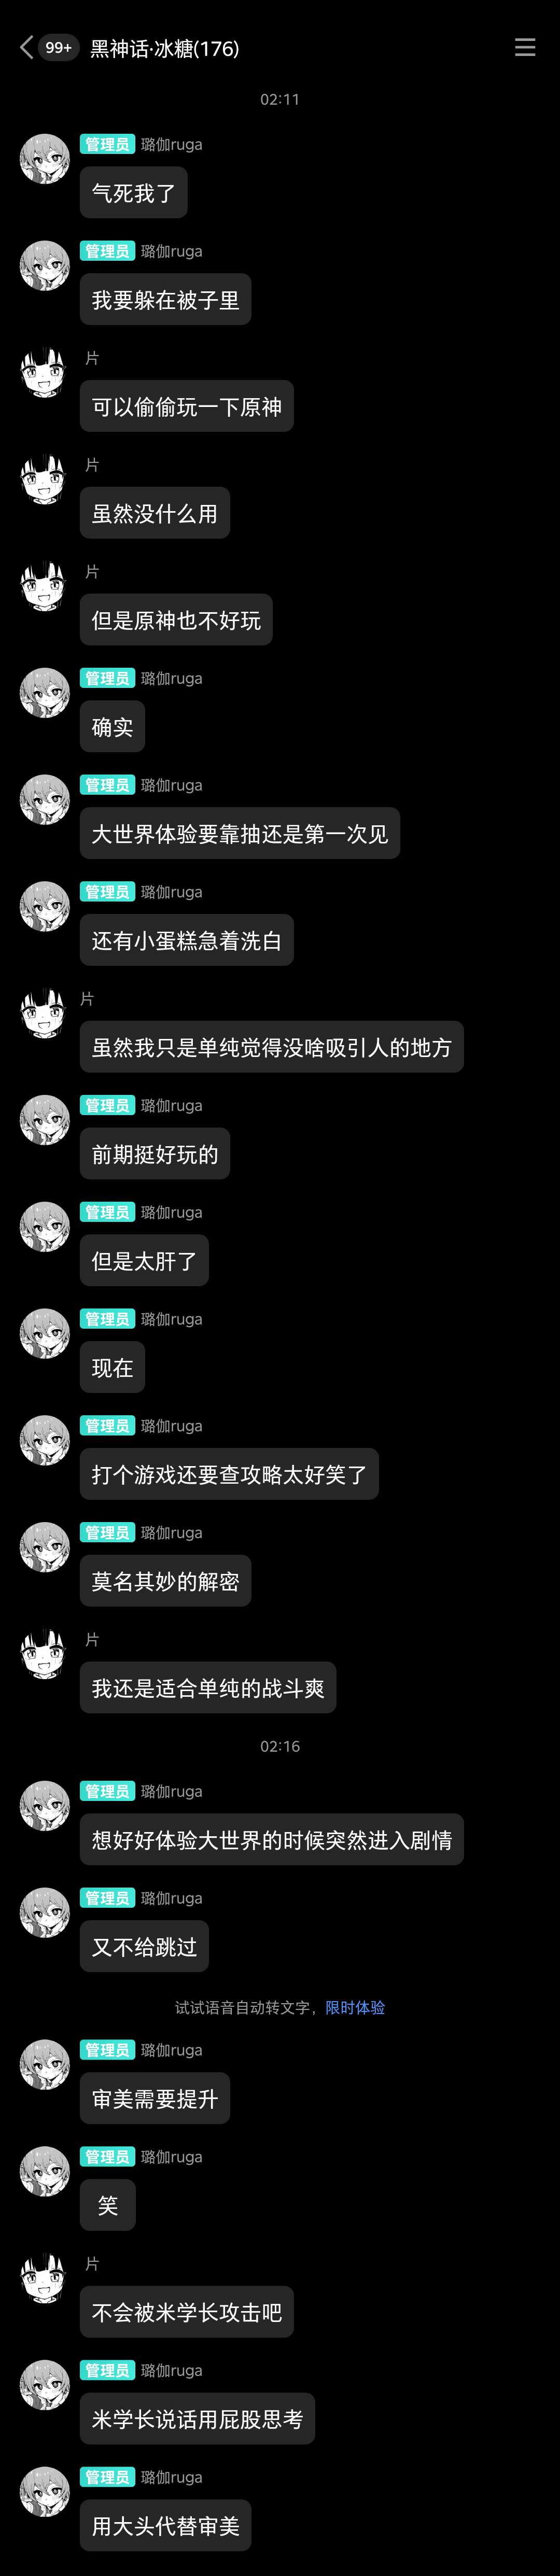 99+ 黑神话·冰糖(176)
02:11
管理员 璐伽ruga
气死我了
管理员 璐伽ruga
我要躲在被子里
片
可以偷偷玩一下原神
片
虽然没什么用
片
但是原神也不好玩
管理员 璐伽ruga
确实
管理员 璐伽ruga
大世界体验要靠抽还是第一次见
管理员 璐伽ruga
还有小蛋糕急着洗白
片
虽然我只是单纯觉得没啥吸引人的地方
管理员 璐伽ruga
前期挺好玩的
管理员 璐伽ruga
但是太肝了
管理员 璐伽ruga
现在
管理员 璐伽ruga
打个游戏还要查攻略太好笑了
管理员 璐伽ruga
莫名其妙的解密
片
我还是适合单纯的战斗爽
02:16
管理员 璐伽ruga
想好好体验大世界的时候突然进入剧情
管理员 璐伽ruga
又不给跳过
试试语音自动转文字，限时体验
管理员 璐伽ruga
审美需要提升
管理员 璐伽ruga
笑
片
不会被米学长攻击吧
管理员 璐伽ruga
米学长说话用屁股思考
管理员 璐伽ruga
用大头代替审美